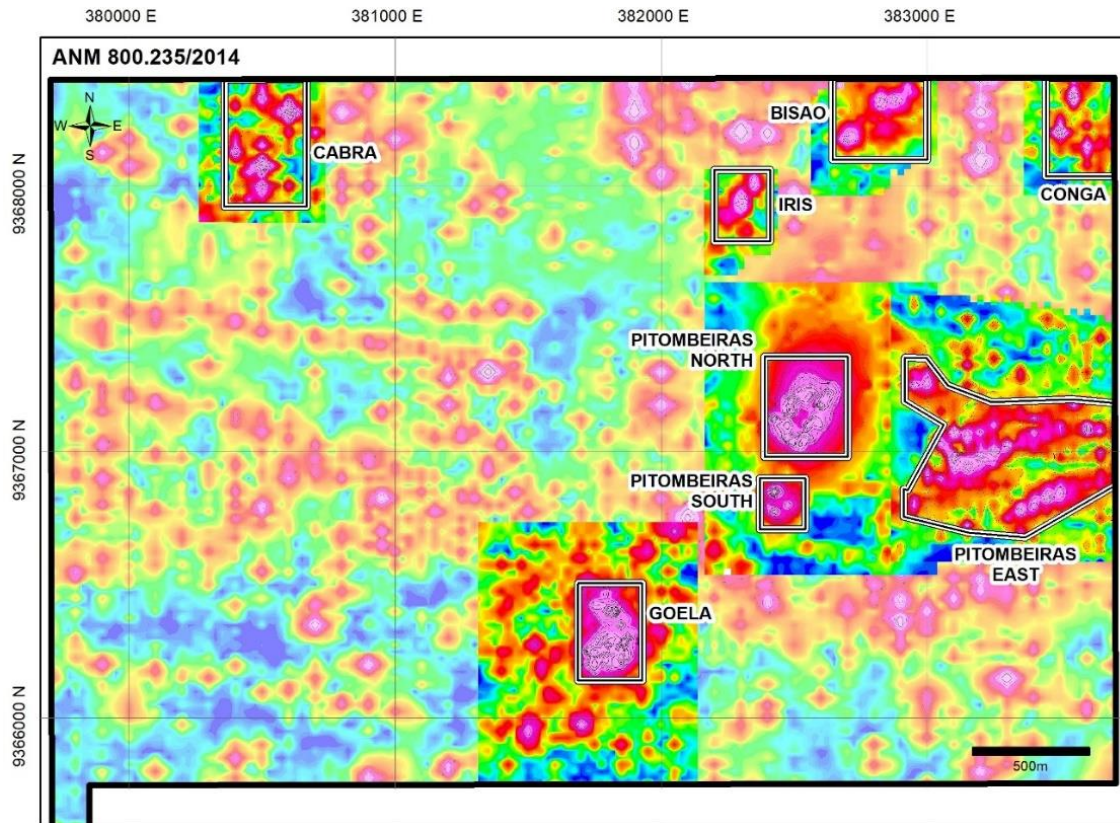 380000 E
381000 E
382000 E
383000 E
ANM 800.235/2014
N
W E
S
CABRA
BISAO
CONGA
IRIS
9368000 N
PITOMBEIRAS
NORTH
9367000 N
PITOMBEIRAS
SOUTH
PITOMBEIRAS
EAST
GOELA
9366000 N
500m